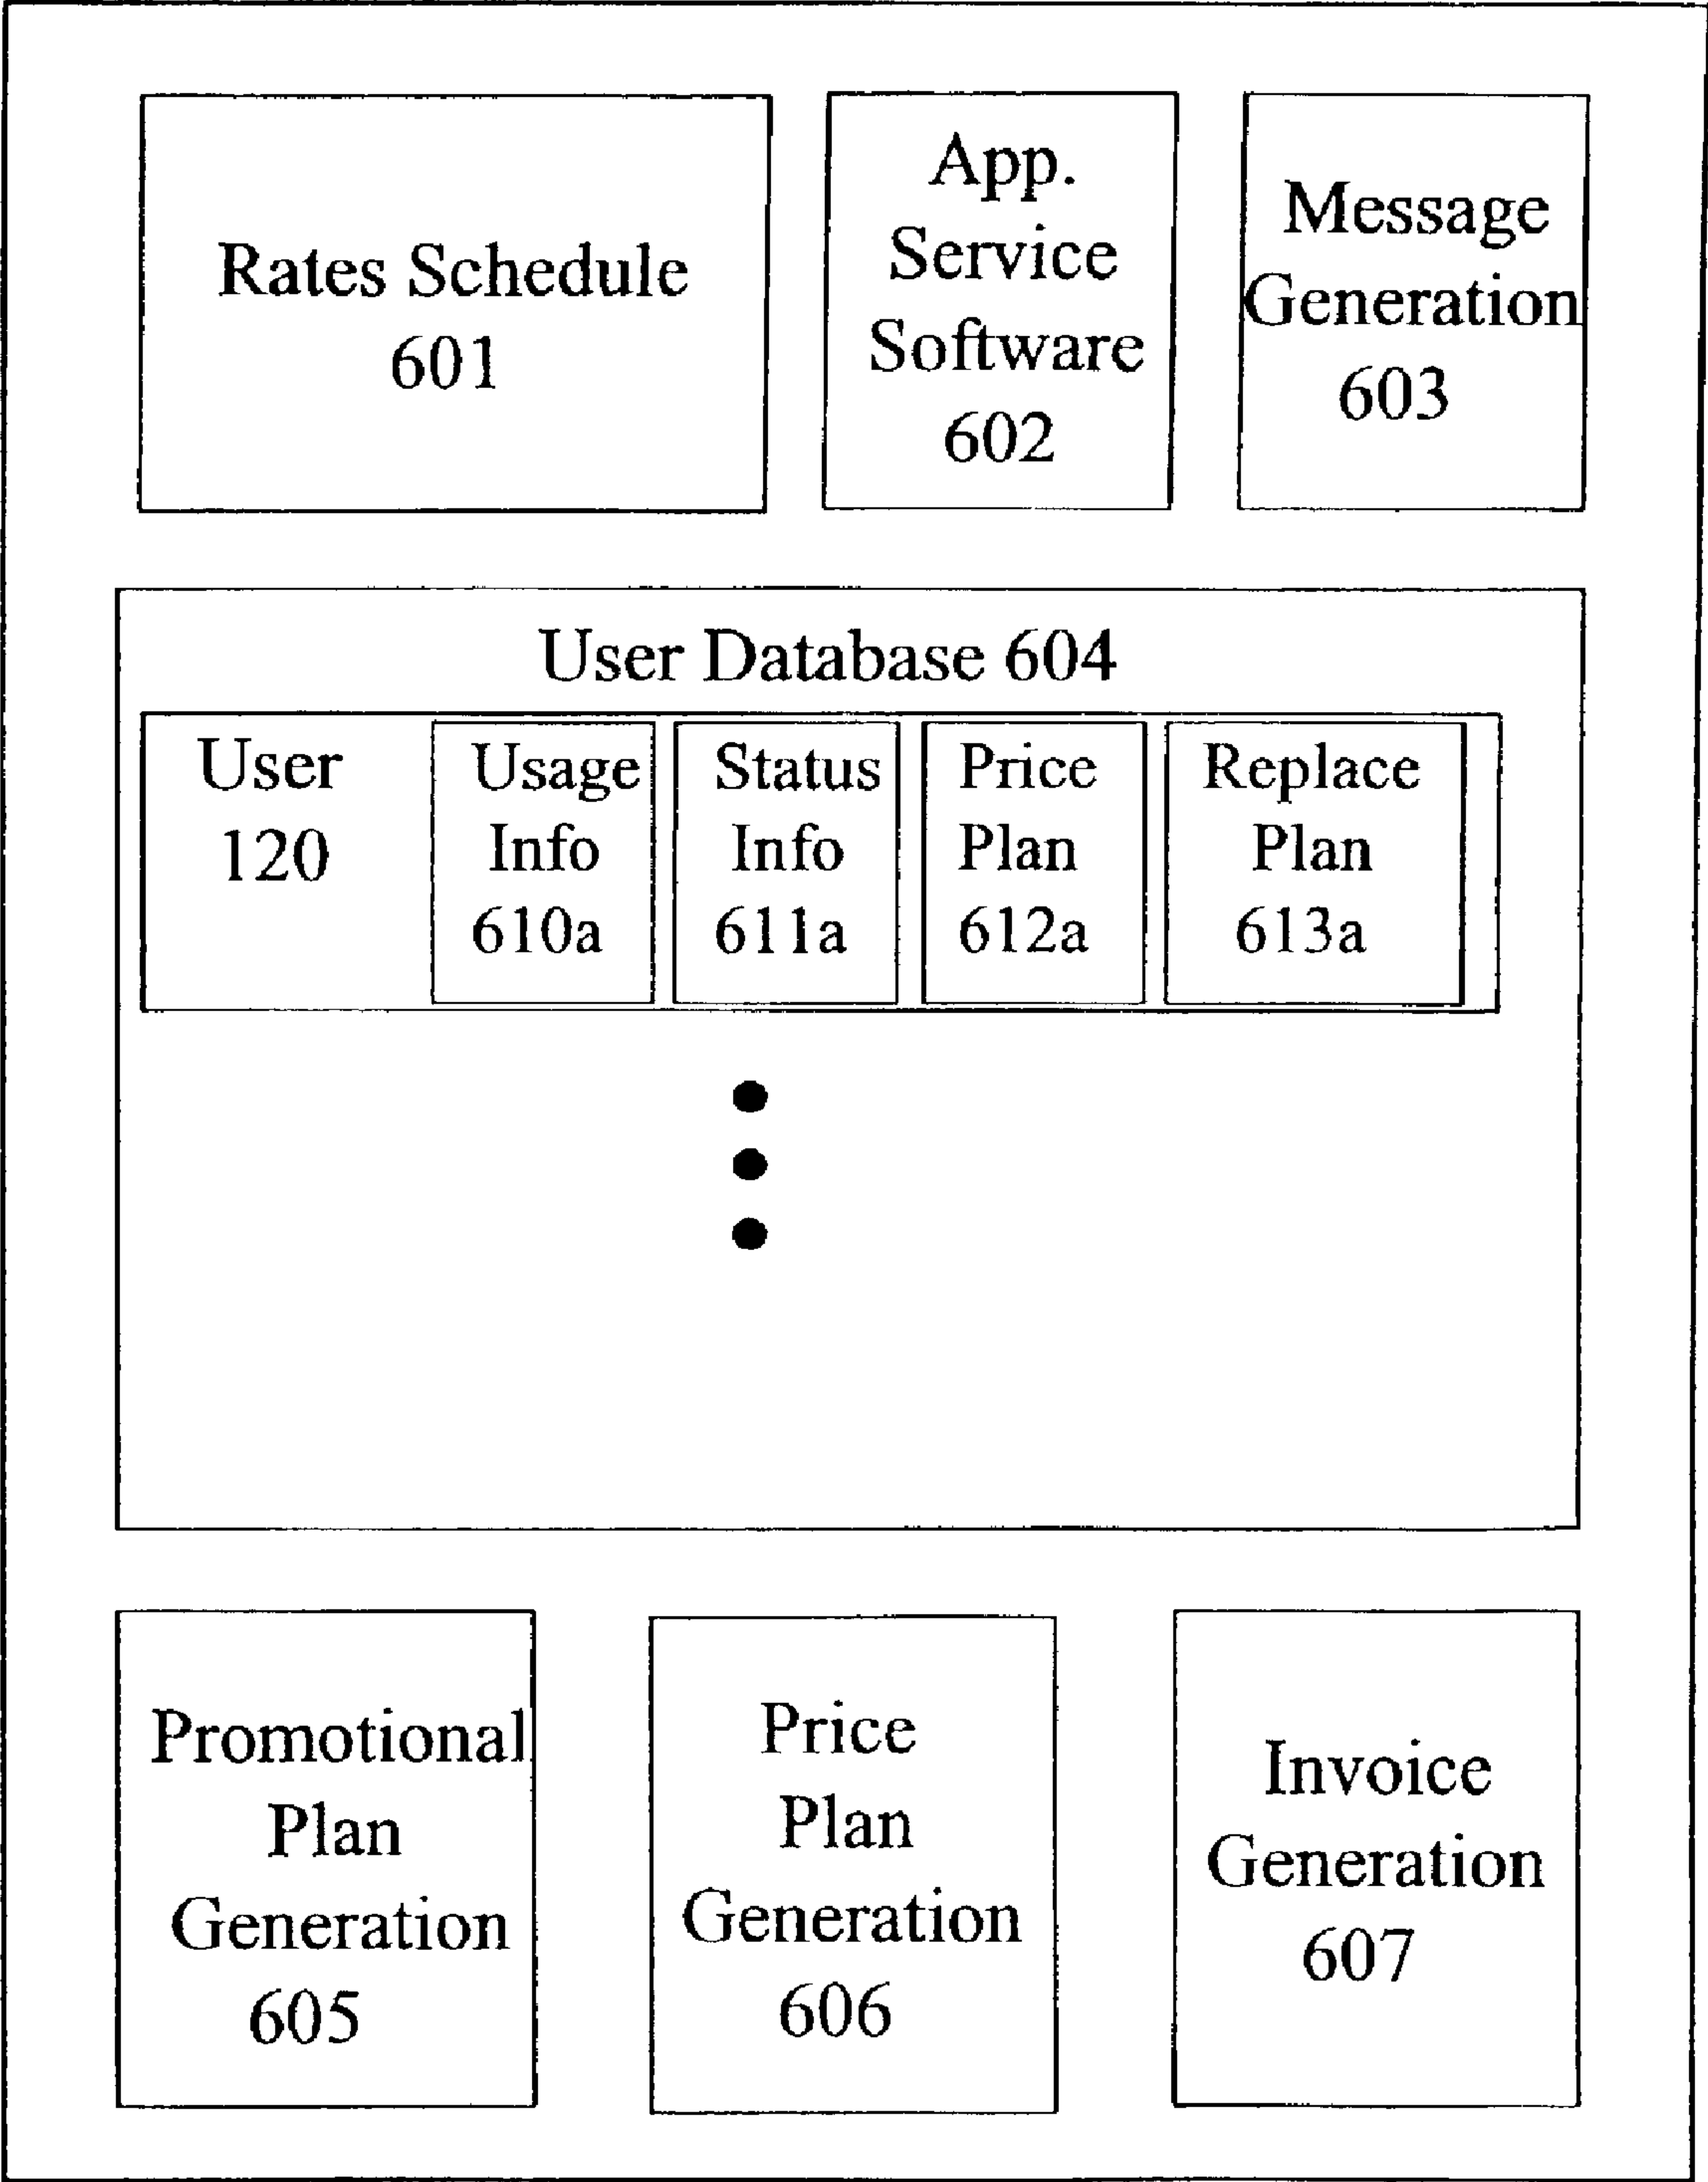 Rates Schedule
601
App.
Service
Software
602
Message
Generation
603
User Database 604
User
120
Usage
Info
610a
Status
Info
611a
Price
Plan
612a
Replace
Plan
613a
Promotional
Plan
Generation
605
Price
Plan
Generation
606
Invoice
Generation
607